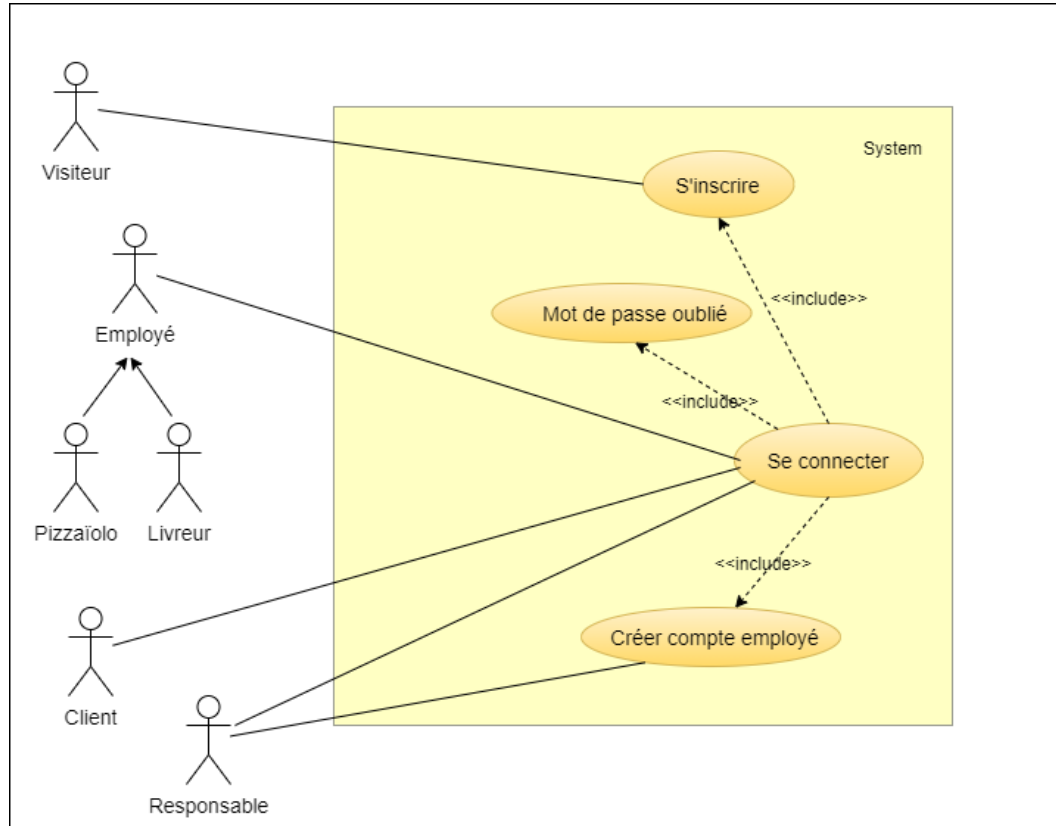 Visiteur
System
S'inscrire
<<include>>
Mot de passe oublié
Employé
<<include>>
Se connecter
Pizzaïolo
Livreur
<<include>>
Créer compte employé
Client
Responsable